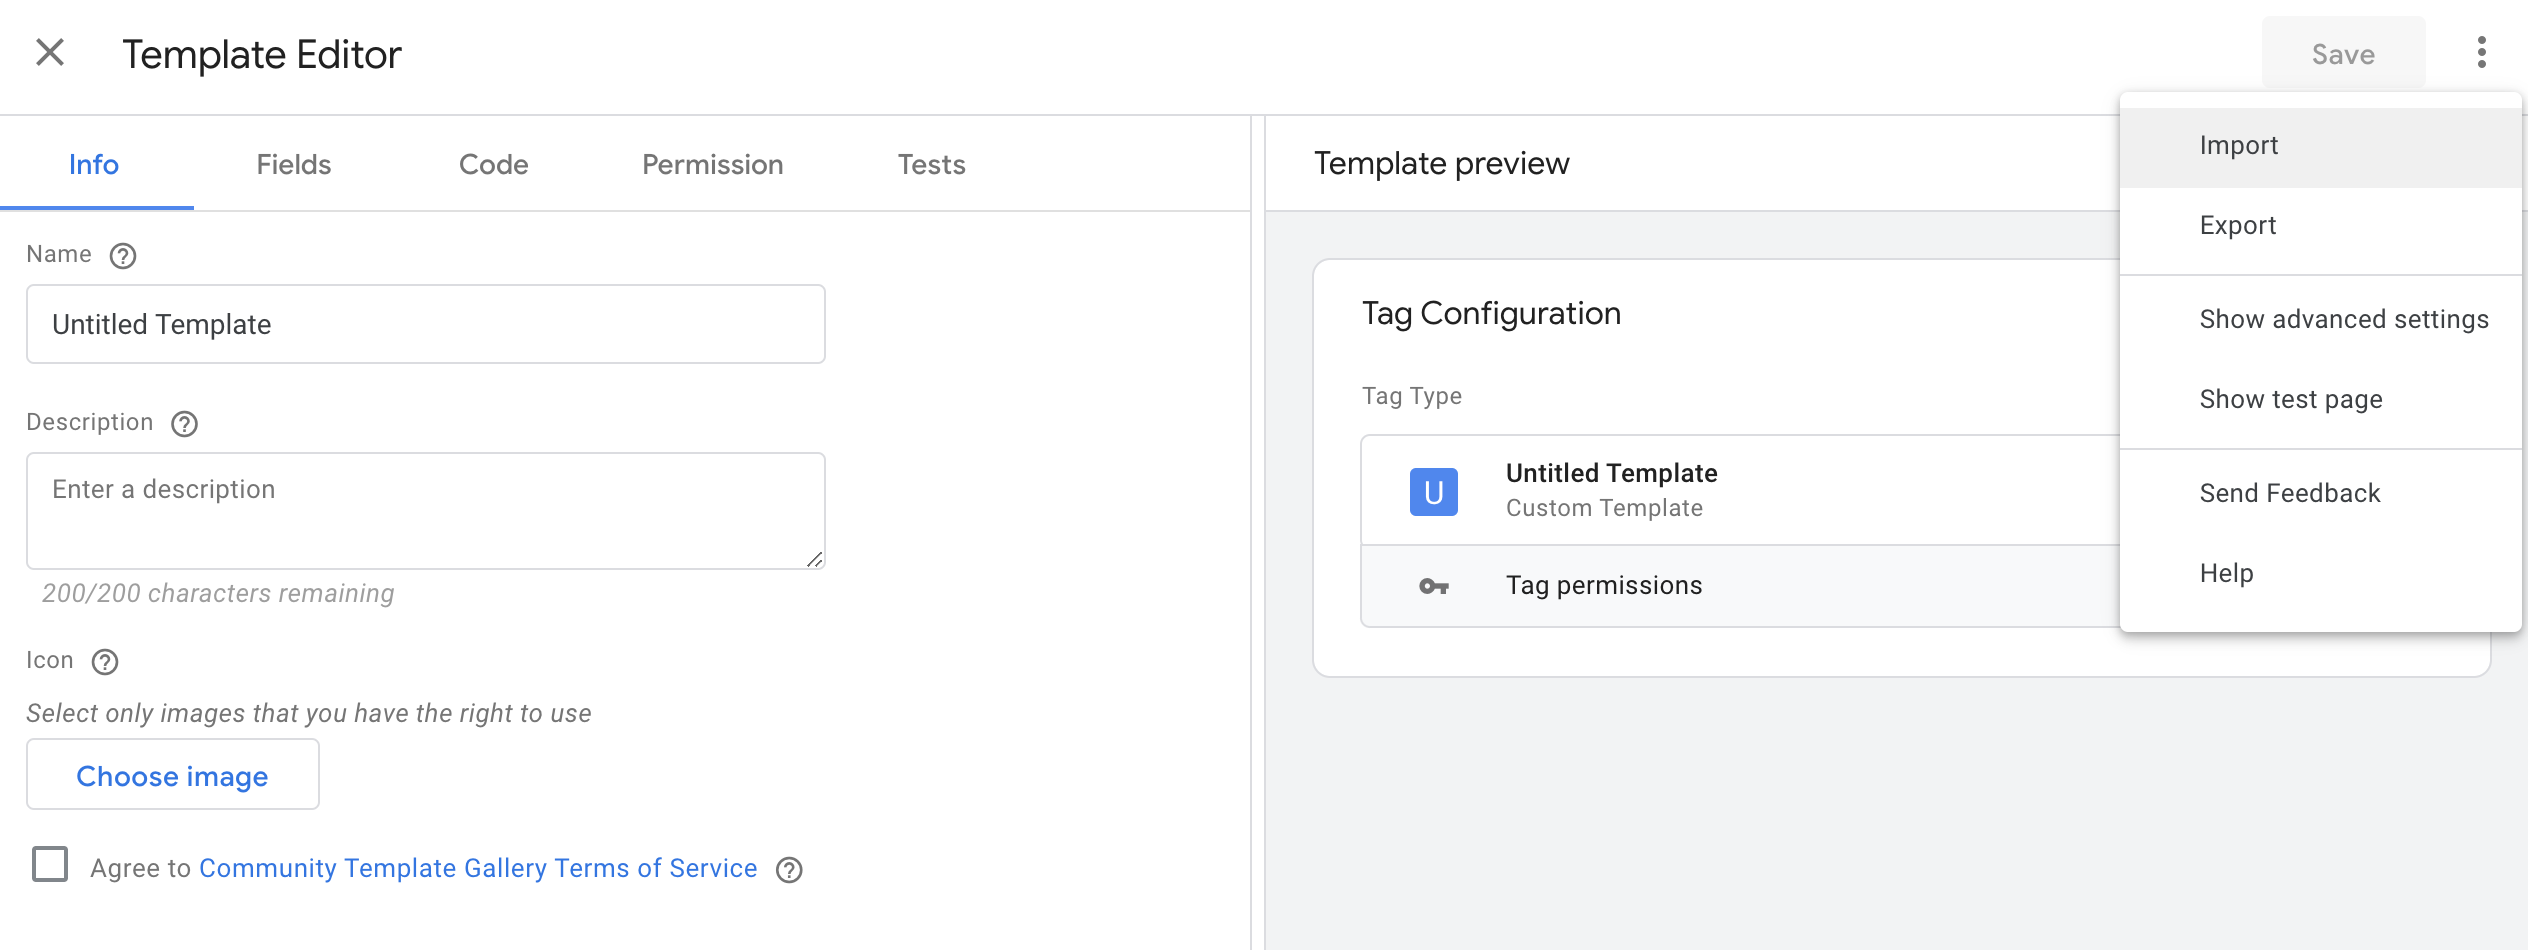 Template Editor
Save
Info Fields Code Permission Tests
Name
Untitled Template
Description
Enter a description
200/200 characters remaining
Icon
Select only images that you have the right to use
Choose image
Agree to Community Template Gallery Terms of Service
Template preview
Tag Configuration
Tag Type
U
Untitled Template
Custom Template
Tag permissions
Import
Export
Show advanced settings
Show test page
Send Feedback
Help